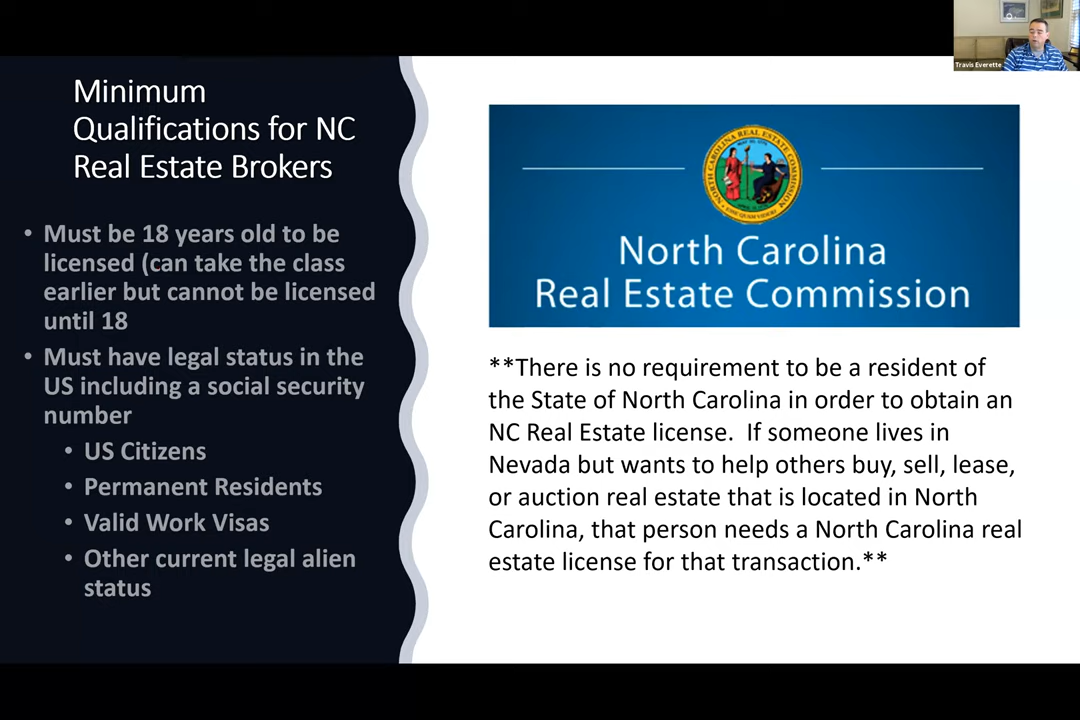 Travis Everette
Minimum
Qualifications for NC
Real Estate Brokers
• Must be 18 years old to be
licensed (can take the class
earlier but cannot be licensed
until 18
• Must have legal status in the
US including a social security
number
• US Citizens
• Permanent Residents
• Valid Work Visas
• Other current legal alien
status
NORTH CAROLINA REAL ESTATE COMMISSION
North Carolina
Real Estate Commission
**There is no requirement to be a resident of
the State of North Carolina in order to obtain an
NC Real Estate license.  If someone lives in
Nevada but wants to help others buy, sell, lease,
or auction real estate that is located in North
Carolina, that person needs a North Carolina real
estate license for that transaction.**